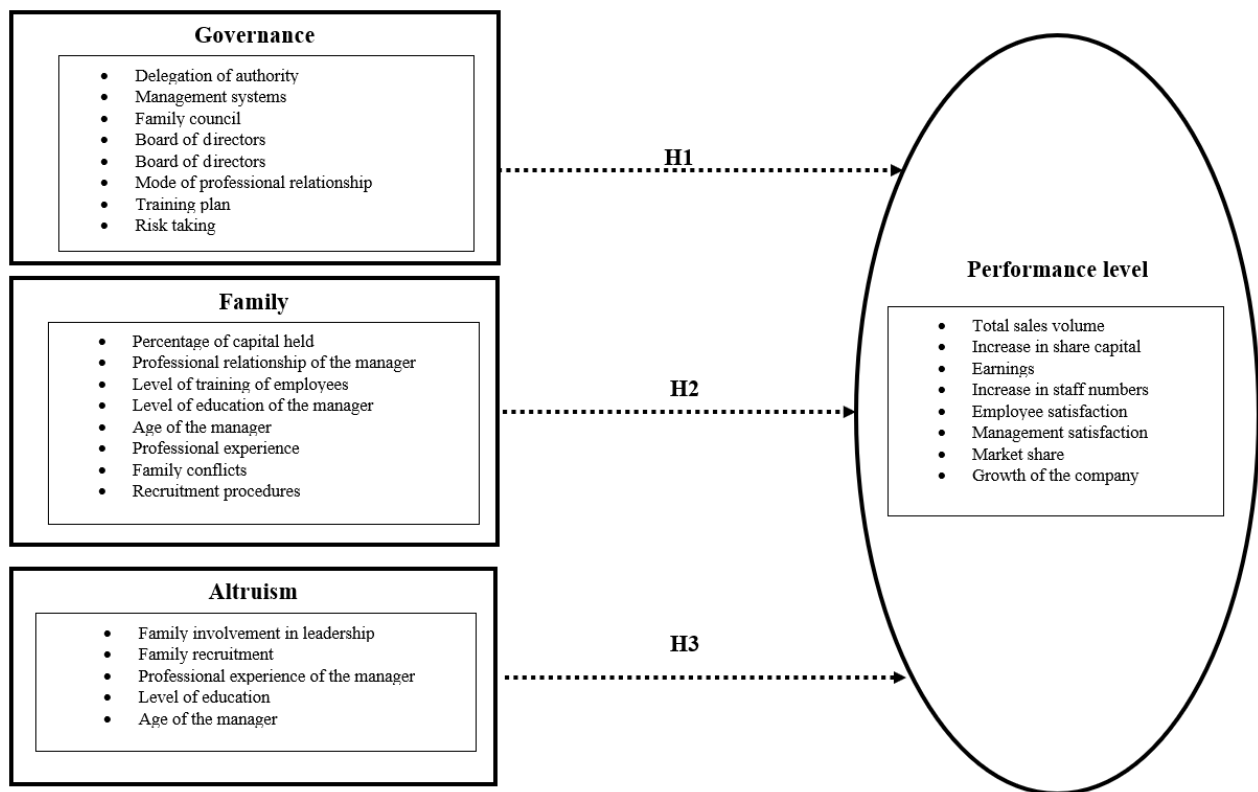 Governance
• Delegation of authority
• Management systems
• Family council
• Board of directors
• Board of directors
• Mode of professional relationship
• Training plan
• Risk taking
H1
Family
• Percentage of capital held
• Professional relationship of the manager
• Level of training of employees
• Level of education of the manager
• Age of the manager
• Professional experience
• Family conflicts
• Recruitment procedures
H2
Altruism
• Family involvement in leadership
• Family recruitment
• Professional experience of the manager
• Level of education
• Age of the manager
H3
Performance level
• Total sales volume
• Increase in share capital
• Earnings
• Increase in staff numbers
• Employee satisfaction
• Management satisfaction
• Market share
• Growth of the company